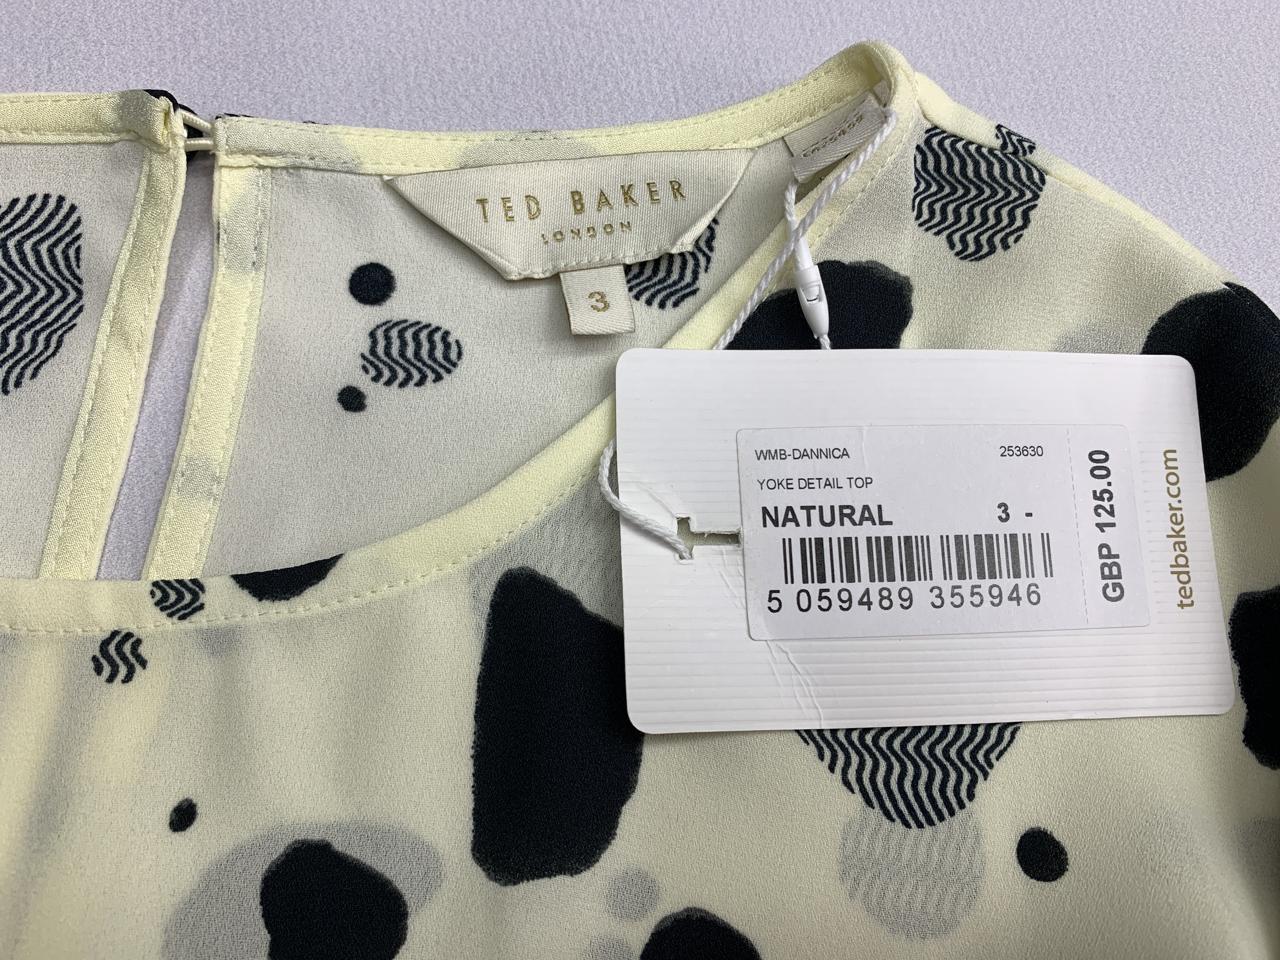 TED BAKER
LONDON
3
WMB-DANNICA 253630
YOKE DETAIL TOP
NATURAL 3 -
5 059489 355946
GBP 125.00
tedbaker.com